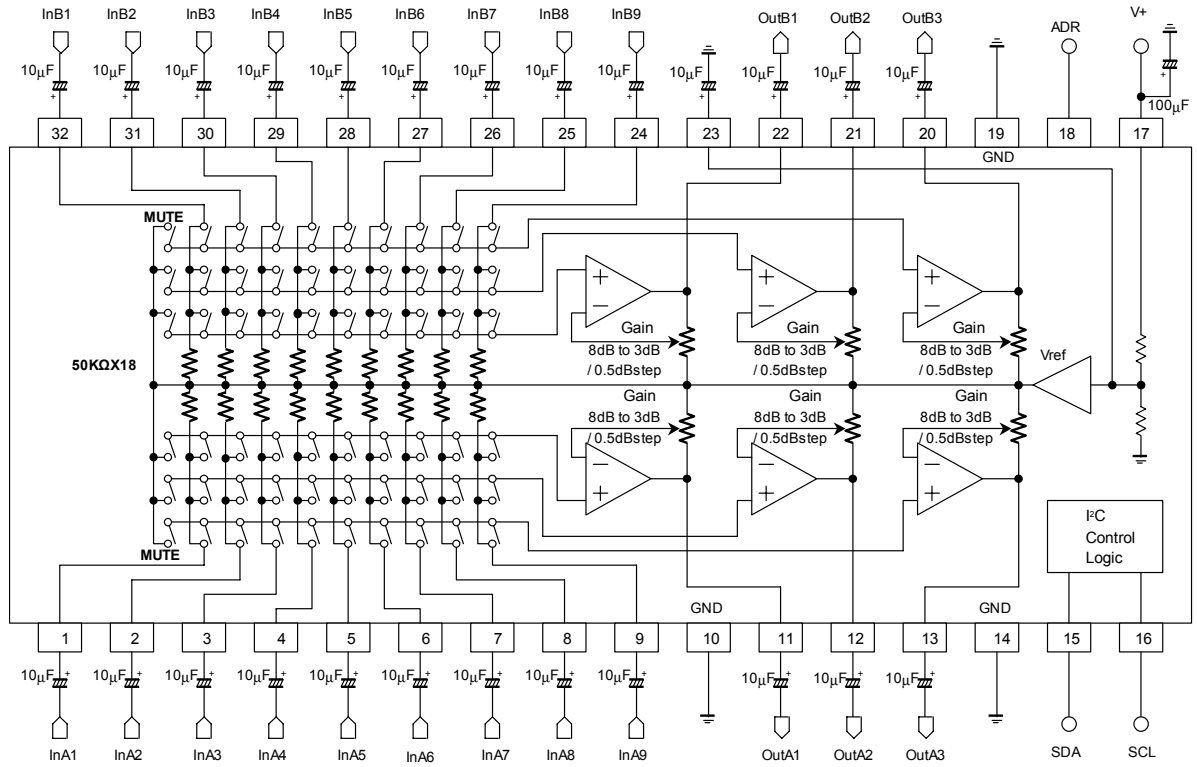 InB1 InB2 InB3 InB4 InB5 InB6 InB7 InB8 InB9 OutB1 OutB2 OutB3 ADR V+
10µF 10µF 10µF 10µF 10µF 10µF 10µF 10µF 10µF 10µF 10µF 10µF 10µF
+ + + + + + + + + + + + + +
100µF
32 31 30 29 28 27 26 25 24 23 22 21 20 19 18 17
GND
MUTE
+ + +
− − −
Gain Gain Gain
8dB to 3dB 8dB to 3dB 8dB to 3dB
/ 0.5dBstep / 0.5dBstep / 0.5dBstep
Vref
50KΩX18
Gain Gain Gain
8dB to 3dB 8dB to 3dB 8dB to 3dB
/ 0.5dBstep / 0.5dBstep / 0.5dBstep
− − −
+ + +
I²C
Control
Logic
MUTE
GND GND
1 2 3 4 5 6 7 8 9 10 11 12 13 14 15 16
10µF 10µF 10µF 10µF 10µF 10µF 10µF 10µF 10µF 10µF 10µF 10µF
+ + + + + + + + + + + +
InA1 InA2 InA3 InA4 InA5 InA6 InA7 InA8 InA9 OutA1 OutA2 OutA3 SDA SCL